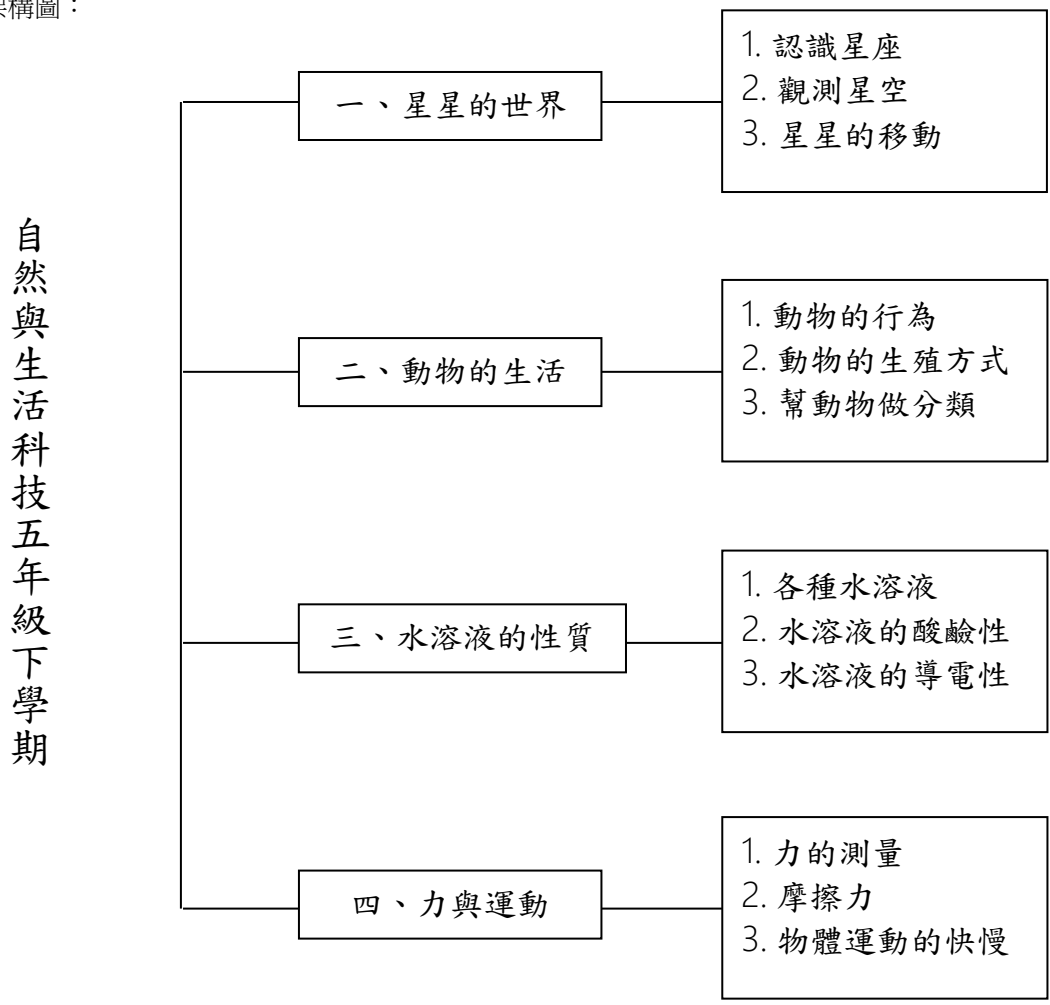 架構圖：
自然與生活科技五年級下學期
一、星星的世界
1. 認識星座
2. 觀測星空
3. 星星的移動
二、動物的生活
1. 動物的行為
2. 動物的生殖方式
3. 幫動物做分類
三、水溶液的性質
1. 各種水溶液
2. 水溶液的酸鹼性
3. 水溶液的導電性
四、力與運動
1. 力的測量
2. 摩擦力
3. 物體運動的快慢